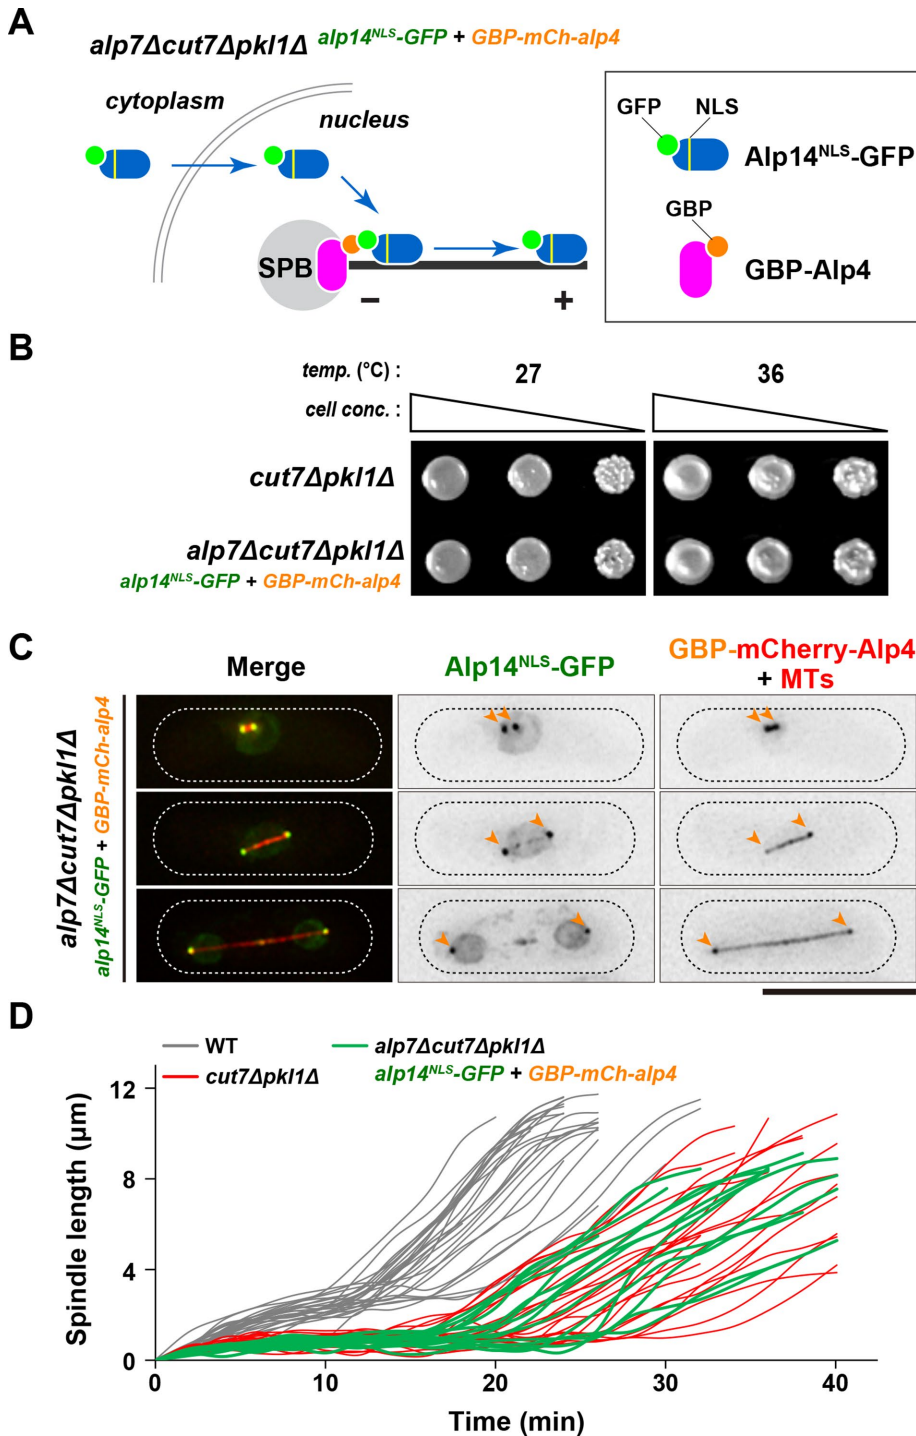 A
alp7Δcut7Δpkl1Δ alp14NLS-GFP + GBP-mCh-alp4
cytoplasm
nucleus
SPB
−
+
GFP
NLS
Alp14NLS-GFP
GBP
GBP-Alp4
B
temp. (°C) :
27
36
cell conc. :
cut7Δpkl1Δ
alp7Δcut7Δpkl1Δ
alp14NLS-GFP + GBP-mCh-alp4
C
Merge
Alp14NLS-GFP
GBP-mCherry-Alp4
+ MTs
alp7Δcut7Δpkl1Δ
alp14NLS-GFP + GBP-mCh-alp4
D
WT
cut7Δpkl1Δ
alp7Δcut7Δpkl1Δ
alp14NLS-GFP + GBP-mCh-alp4
Spindle length (µm)
12
8
4
0
0
10
20
30
40
Time (min)